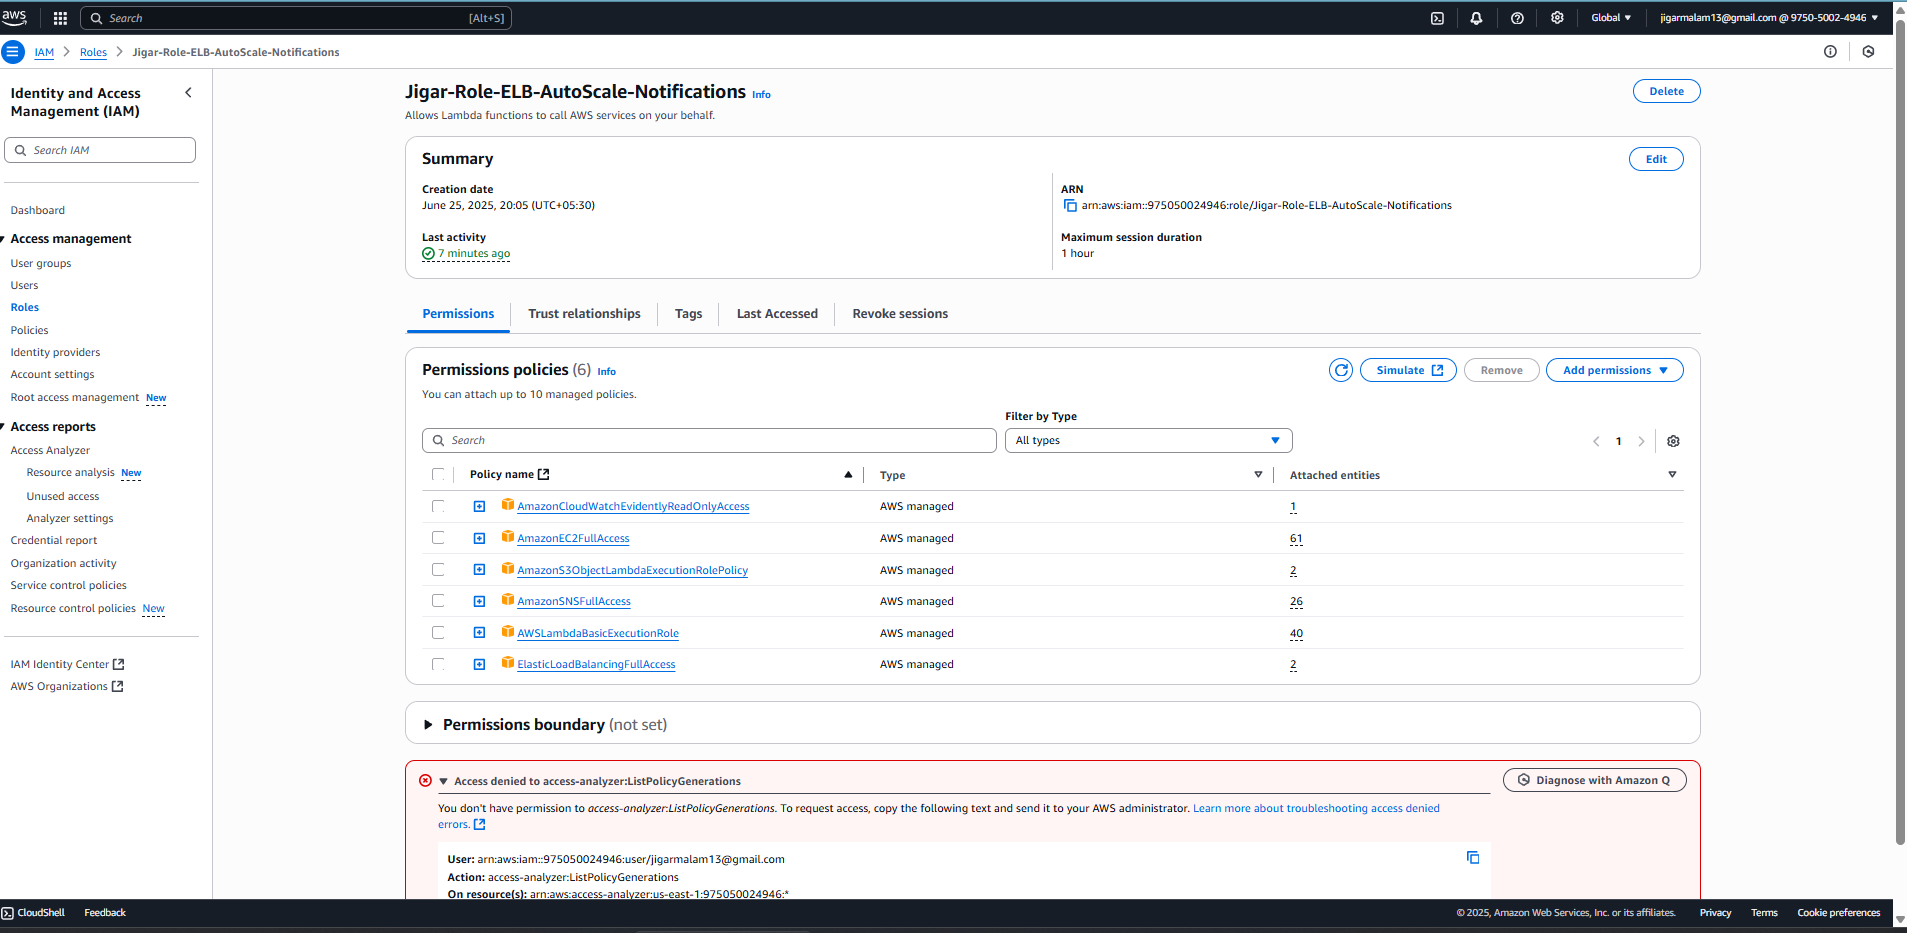 aws
Search
[Alt+S]
Global
jigarmalam13@gmail.com @ 9750-5002-4946
IAM
Roles
Jigar-Role-ELB-AutoScale-Notifications
Identity and Access
Management (IAM)
Search IAM
Dashboard
Access management
User groups
Users
Roles
Policies
Identity providers
Account settings
Root access management New
Access reports
Access Analyzer
Resource analysis New
Unused access
Analyzer settings
Credential report
Organization activity
Service control policies
Resource control policies New
IAM Identity Center
AWS Organizations
Jigar-Role-ELB-AutoScale-Notifications Info
Delete
Allows Lambda functions to call AWS services on your behalf.
Summary
Edit
Creation date
June 25, 2025, 20:05 (UTC+05:30)
ARN
arn:aws:iam::975050024946:role/Jigar-Role-ELB-AutoScale-Notifications
Last activity
7 minutes ago
Maximum session duration
1 hour
Permissions
Trust relationships
Tags
Last Accessed
Revoke sessions
Permissions policies (6) Info
Simulate
Remove
Add permissions
You can attach up to 10 managed policies.
Filter by Type
Search
All types
1
Policy name
Type
Attached entities
AmazonCloudWatchEvidentlyReadOnlyAccess AWS managed 1
AmazonEC2FullAccess AWS managed 61
AmazonS3ObjectLambdaExecutionRolePolicy AWS managed 2
AmazonSNSFullAccess AWS managed 26
AWSLambdaBasicExecutionRole AWS managed 40
ElasticLoadBalancingFullAccess AWS managed 2
Permissions boundary (not set)
Access denied to access-analyzer:ListPolicyGenerations
Diagnose with Amazon Q
You don't have permission to access-analyzer:ListPolicyGenerations. To request access, copy the following text and send it to your AWS administrator. Learn more about troubleshooting access denied
errors.
User: arn:aws:iam::975050024946:user/jigarmalam13@gmail.com
Action: access-analyzer:ListPolicyGenerations
On resource(s): arn:aws:access-analyzer:us-east-1:975050024946:*
CloudShell
Feedback
© 2025, Amazon Web Services, Inc. or its affiliates.
Privacy
Terms
Cookie preferences